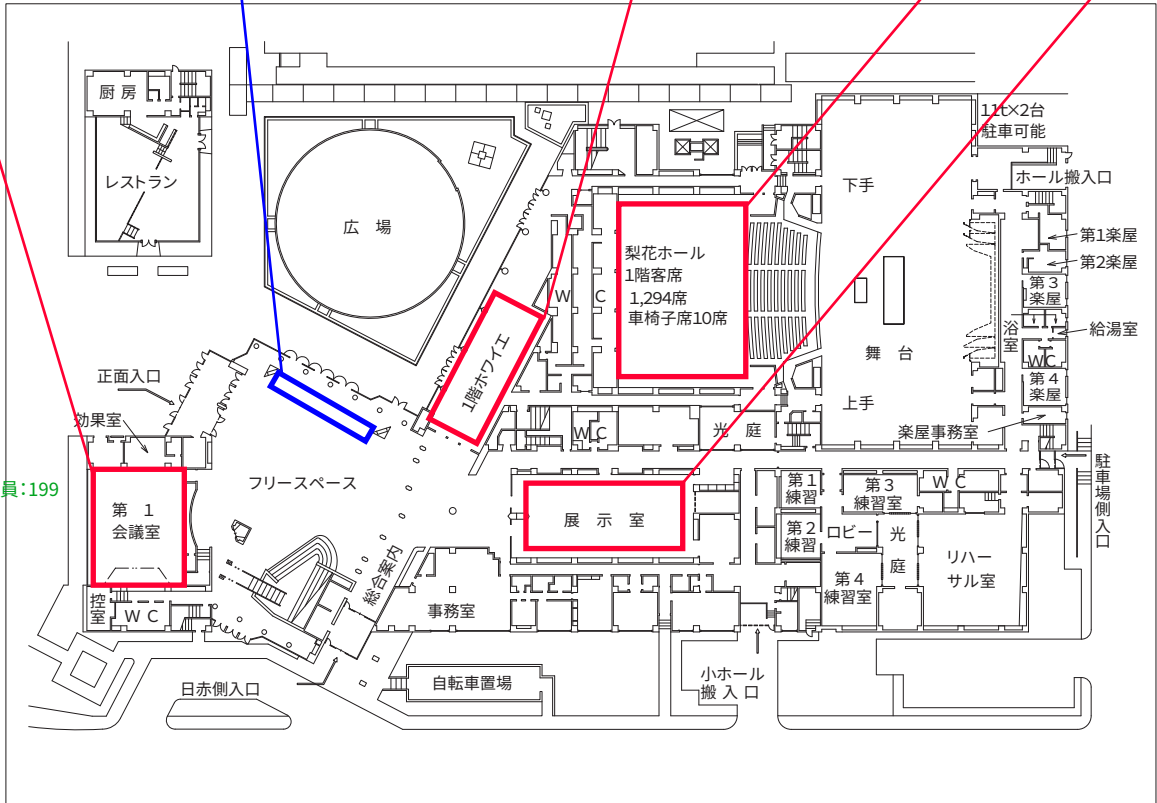 厨房
レストラン
広場
11t×2台
駐車可能
ホール搬入口
下手
第1楽屋
第2楽屋
第3
楽屋
浴室
給湯室
WC
第4
楽屋
楽屋事務室
梨花ホール
1階客席
1,294席
車椅子席10席
WC
舞台
上手
1階ホワイエ
正面入口
効果室
フリースペース
WC
光庭
員：199
第1
会議室
展示室
第1
練習
第2
練習
第3
練習室
WC
ロビー
光庭
第4
練習室
リハー
サル室
駐車場側入口
控室
WC
総合案内
事務室
日赤側入口
自転車置場
小ホール
搬入口